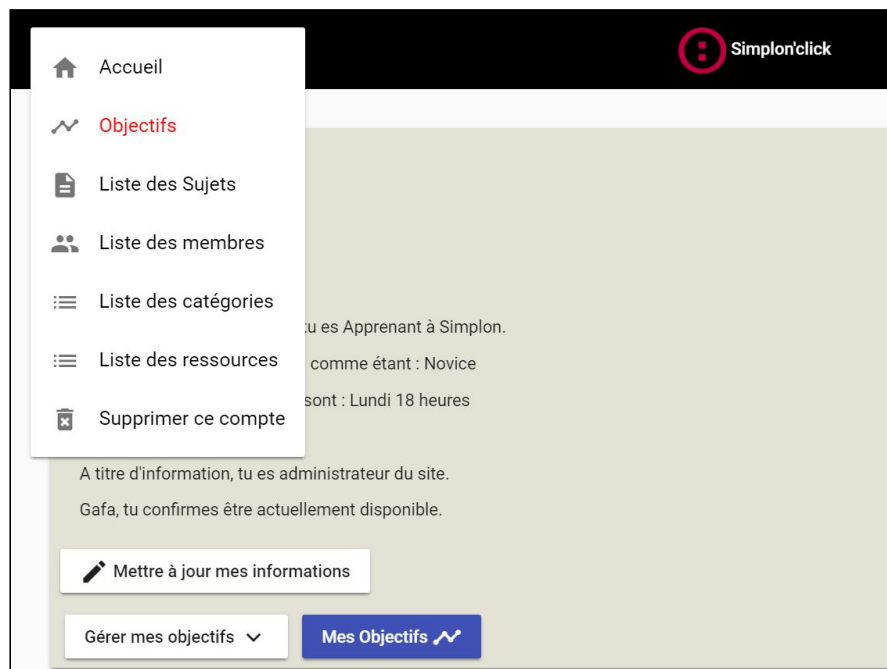 Simplon'click
Accueil
Objectifs
Liste des Sujets
Liste des membres
Liste des catégories
Liste des ressources
Supprimer ce compte
tu es Apprenant à Simplon.
comme étant : Novice
sont : Lundi 18 heures
A titre d'information, tu es administrateur du site.
Gafa, tu confirmes être actuellement disponible.
Mettre à jour mes informations
Gérer mes objectifs
Mes Objectifs